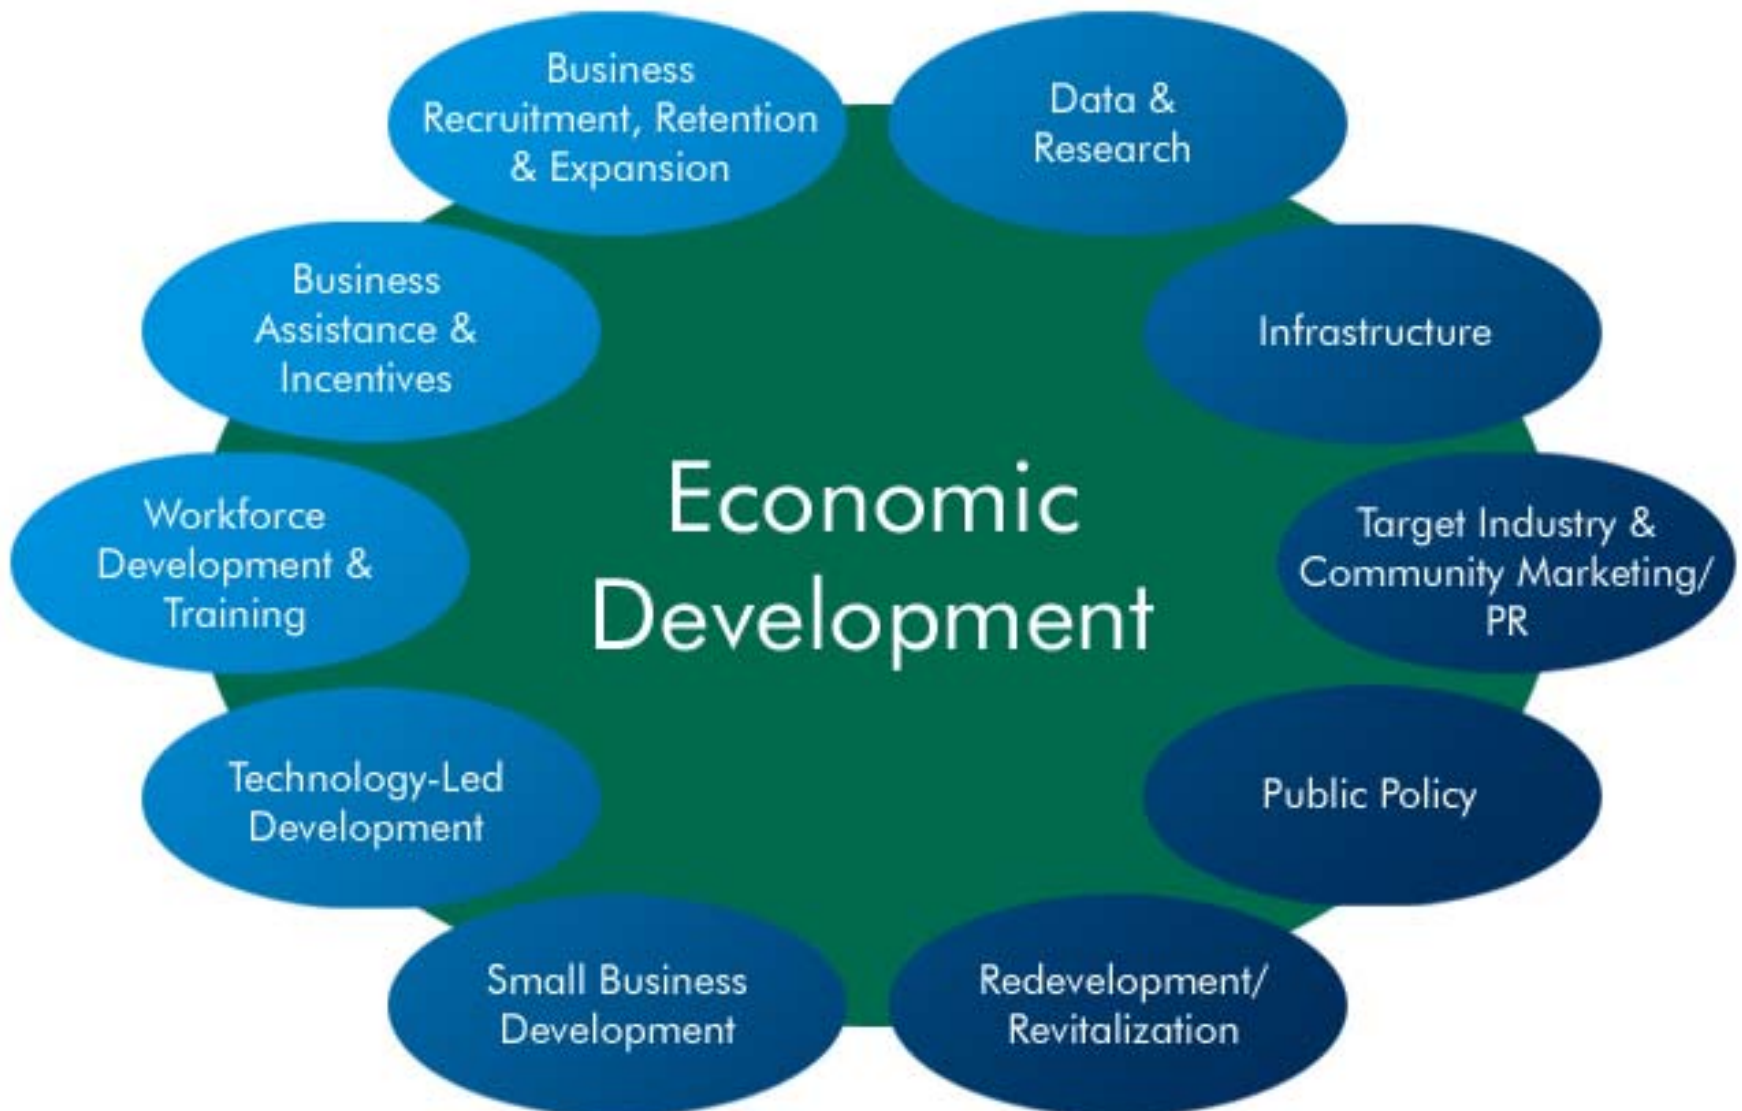 Business
Recruitment, Retention
& Expansion
Data &
Research
Business
Assistance &
Incentives
Infrastructure
Economic
Development
Workforce
Development &
Training
Target Industry &
Community Marketing/
PR
Technology-Led
Development
Public Policy
Small Business
Development
Redevelopment/
Revitalization